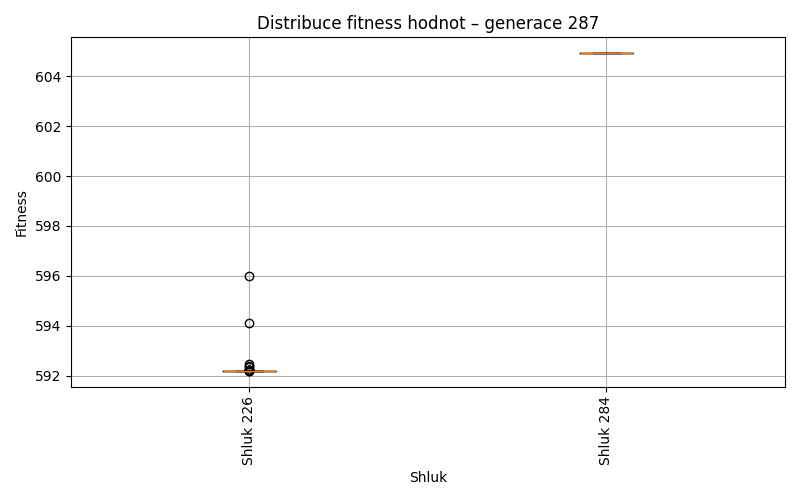 Distribuce fitness hodnot – generace 287
Fitness
604
602
600
598
596
594
592
Shluk 226
Shluk 284
Shluk